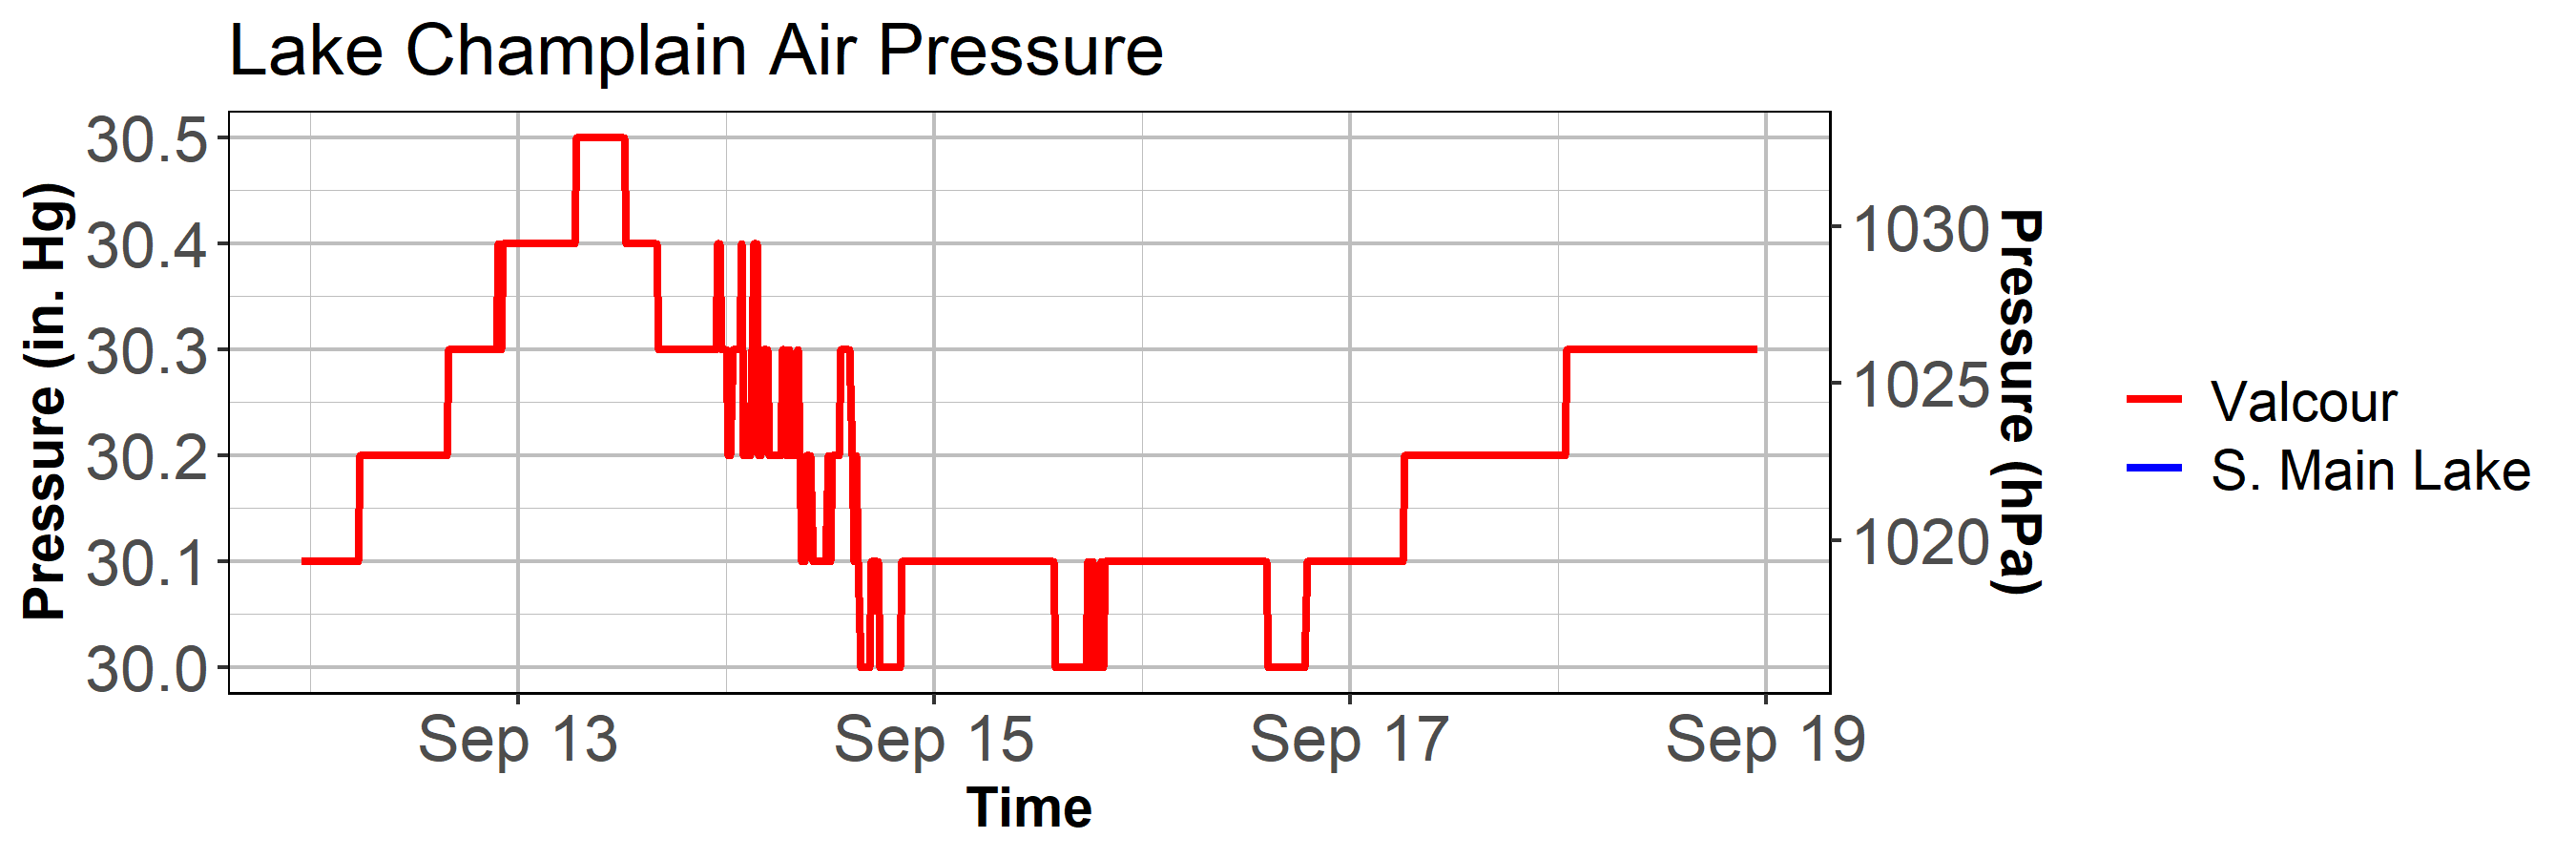 Lake Champlain Air Pressure
Pressure (in. Hg)
30.5
30.4
30.3
30.2
30.1
30.0
Sep 13 Sep 15 Sep 17 Sep 19
Time
1030
1025
1020
Pressure (hPa)
Valcour
S. Main Lake